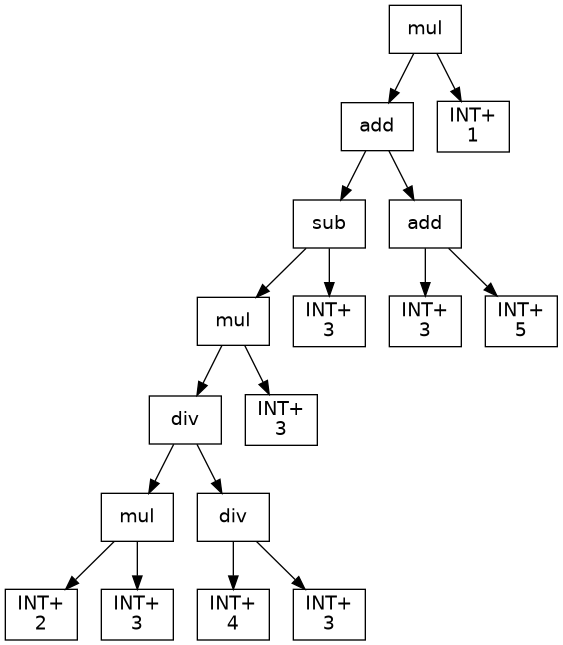 mul
add
INT+
1
sub
add
mul
INT+
3
INT+
3
INT+
5
div
INT+
3
mul
div
INT+
2
INT+
3
INT+
4
INT+
3